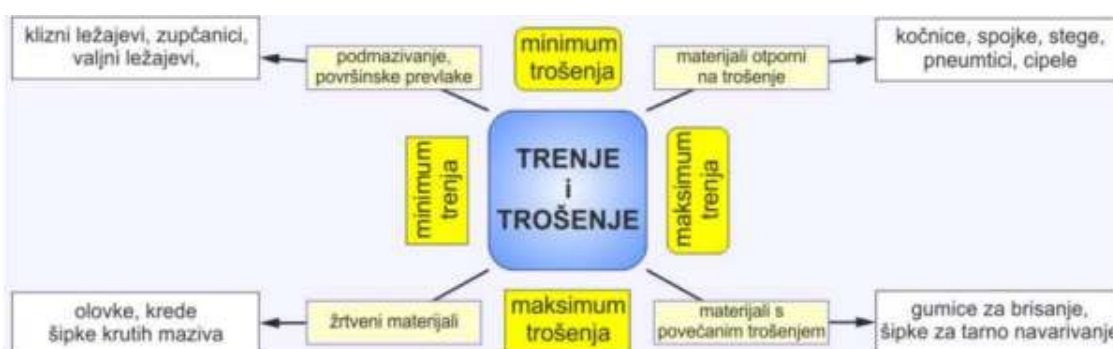 klizni ležajevi, zupčanici,
valjni ležajevi,
podmazivanje,
površinske prevlake
minimum
trošenja
materijali otporni
na trošenje
kočnice, spojke, stege,
pneumtici, cipele
minimum
trenja
TRENJE
i
TROŠENJE
maksimum
trenja
olovke, krede
šipke krutih maziva
žrtveni materijali
maksimum
trošenja
materijali s
povećanim trošenjem
gumice za brisanje,
šipke za tarno navarivanje